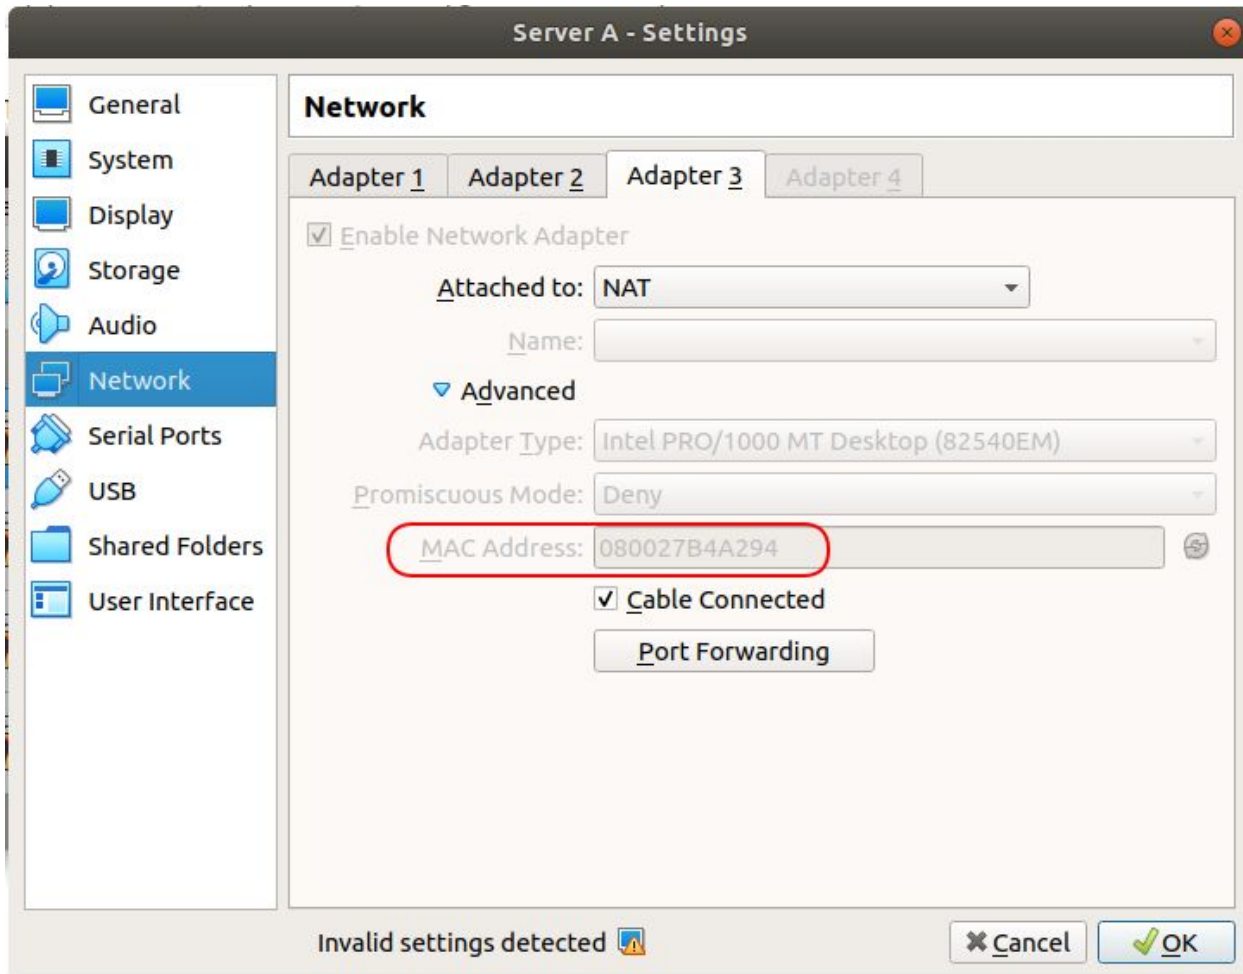 Server A - Settings
General
System
Display
Storage
Audio
Network
Serial Ports
USB
Shared Folders
User Interface
Network
Adapter 1 Adapter 2 Adapter 3 Adapter 4
Enable Network Adapter
Attached to: NAT
Name:
Advanced
Adapter Type: Intel PRO/1000 MT Desktop (82540EM)
Promiscuous Mode: Deny
MAC Address: 080027B4A294
Cable Connected
Port Forwarding
Invalid settings detected
Cancel OK